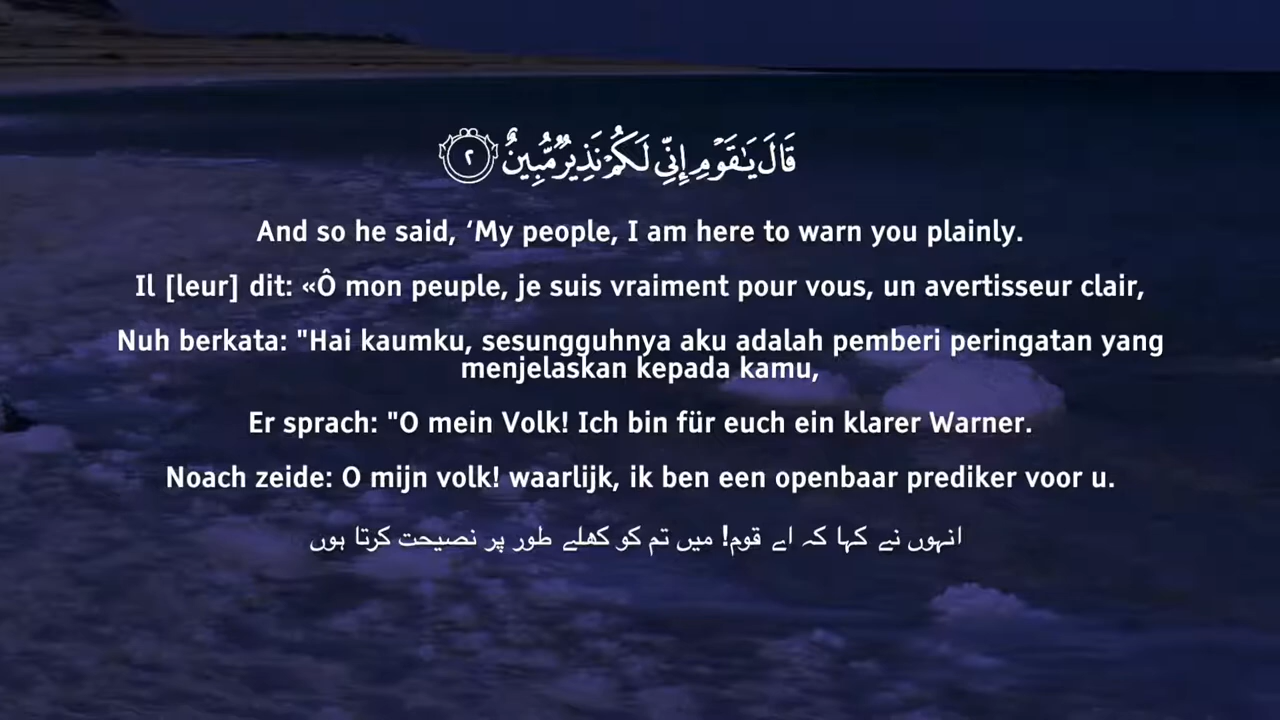 قَالَ يَـٰقَوْمِ إِنِّي لَكُمْ نَذِيرٌ مُّبِينٌ ٢
And so he said, ‘My people, I am here to warn you plainly.
Il [leur] dit: «Ô mon peuple, je suis vraiment pour vous, un avertisseur clair,
Nuh berkata: "Hai kaumku, sesungguhnya aku adalah pemberi peringatan yang
menjelaskan kepada kamu,
Er sprach: "O mein Volk! Ich bin für euch ein klarer Warner.
Noach zeide: O mijn volk! waarlijk, ik ben een openbaar prediker voor u.
انہوں نے کہا کہ اے قوم! میں تم کو کھلے طور پر نصیحت کرتا ہوں